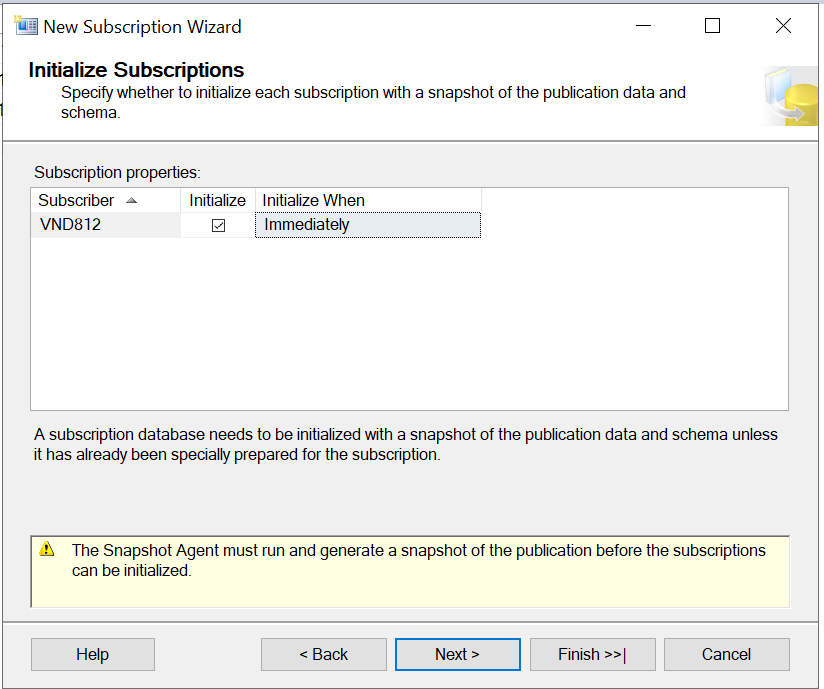 New Subscription Wizard
Initialize Subscriptions
Specify whether to initialize each subscription with a snapshot of the publication data and
schema.
Subscription properties:
Subscriber Initialize Initialize When
VND812 Immediately
A subscription database needs to be initialized with a snapshot of the publication data and schema unless
it has already been specially prepared for the subscription.
The Snapshot Agent must run and generate a snapshot of the publication before the subscriptions
can be initialized.
Help < Back Next > Finish >>| Cancel